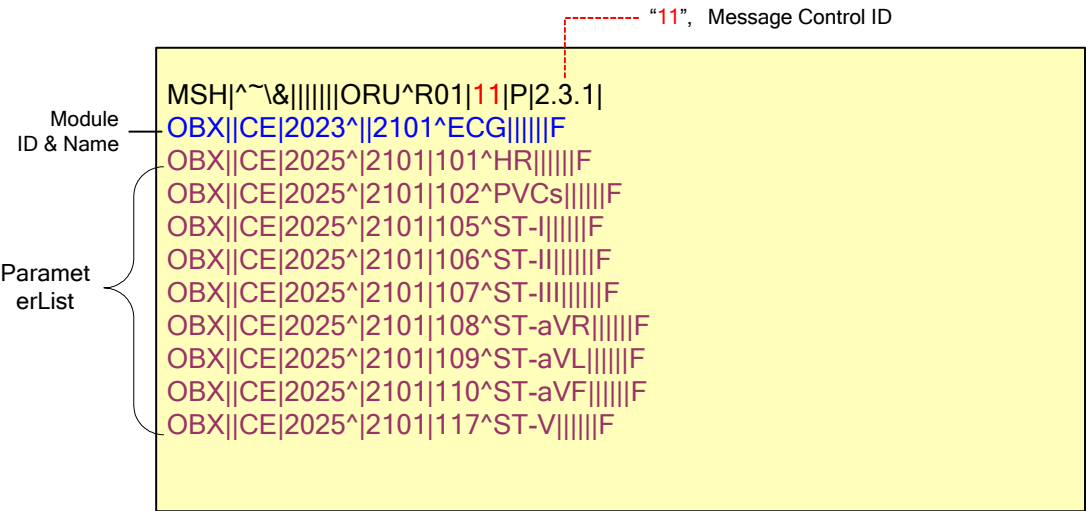 “11”, Message Control ID
MSH|^~\&|||||||ORU^R01|11|P|2.3.1|
Module
ID & Name
OBX||CE|2023^||2101^ECG||||||F
OBX||CE|2025^|2101|101^HR||||||F
OBX||CE|2025^|2101|102^PVCs||||||F
OBX||CE|2025^|2101|105^ST-I||||||F
OBX||CE|2025^|2101|106^ST-II||||||F
Paramet
erList
OBX||CE|2025^|2101|107^ST-III||||||F
OBX||CE|2025^|2101|108^ST-aVR||||||F
OBX||CE|2025^|2101|109^ST-aVL||||||F
OBX||CE|2025^|2101|110^ST-aVF||||||F
OBX||CE|2025^|2101|117^ST-V||||||F